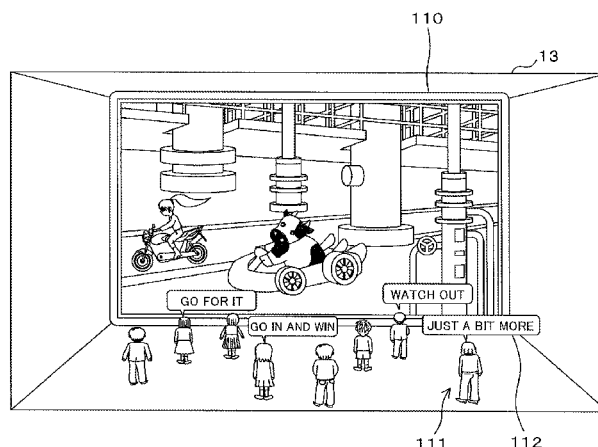 110
13
GO FOR IT
WATCH OUT
GO IN AND WIN
JUST A BIT MORE
111
112